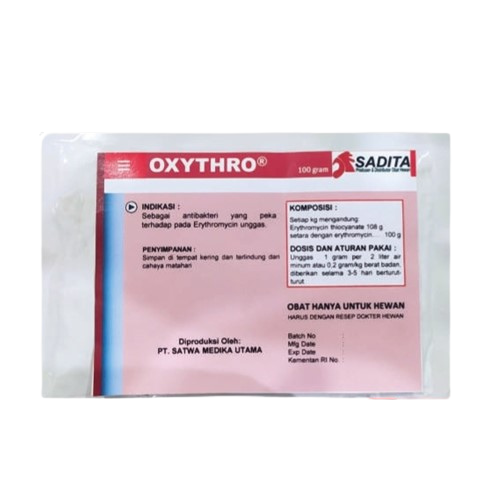 OXYTHRO®
100 gram
SADITA
Produsen & Distributor Obat Hewan
INDIKASI :
Sebagai antibakteri yang peka
terhadap pada Erythromycin unggas.
PENYIMPANAN :
Simpan di tempat kering dan terlindung dan
cahaya matahari
KOMPOSISI :
Setiap kg mengandung:
Erythromycin thiocyanate 108 g
setara dengan erythromycin.... 100 g
DOSIS DAN ATURAN PAKAI :
Unggas 1 gram per 2 liter air
minum atau 0,2 gram/kg berat badan,
diberikan selama 3-5 hari berturut-
turut
OBAT HANYA UNTUK HEWAN
HARUS DENGAN RESEP DOKTER HEWAN
Diproduksi Oleh:
PT. SATWA MEDIKA UTAMA
Batch No :
Mfg Date :
Exp Date :
Kementan RI No :